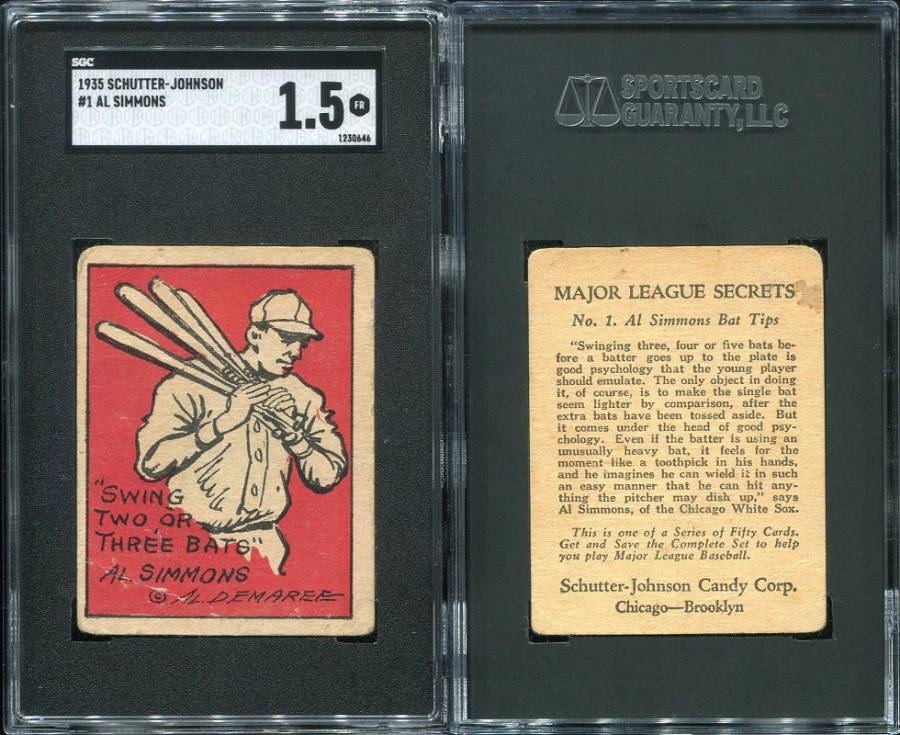 SGC
1935 SCHUTTER-JOHNSON
#1 AL SIMMONS
1.5 FR
1230646
"SWING
TWO OR
THREE BATS"
AL SIMMONS
© AL. DEMAREE
SPORTSCARD
GUARANTY, LLC
MAJOR LEAGUE SECRETS
No. 1. Al Simmons Bat Tips
"Swinging three, four or five bats be-
fore a batter goes up to the plate is
good psychology that the young player
should emulate. The only object in doing
it, of course, is to make the single bat
seem lighter by comparison, after the
extra bats have been tossed aside. But
it comes under the head of good psy-
chology. Even if the batter is using an
unusually heavy bat, it feels for the
moment like a toothpick in his hands,
and he imagines he can wield it in such
an easy manner that he can hit any-
thing the pitcher may dish up," says
Al Simmons, of the Chicago White Sox.
This is one of a Series of Fifty Cards.
Get and Save the Complete Set to help
you play Major League Baseball.
Schutter-Johnson Candy Corp.
Chicago—Brooklyn